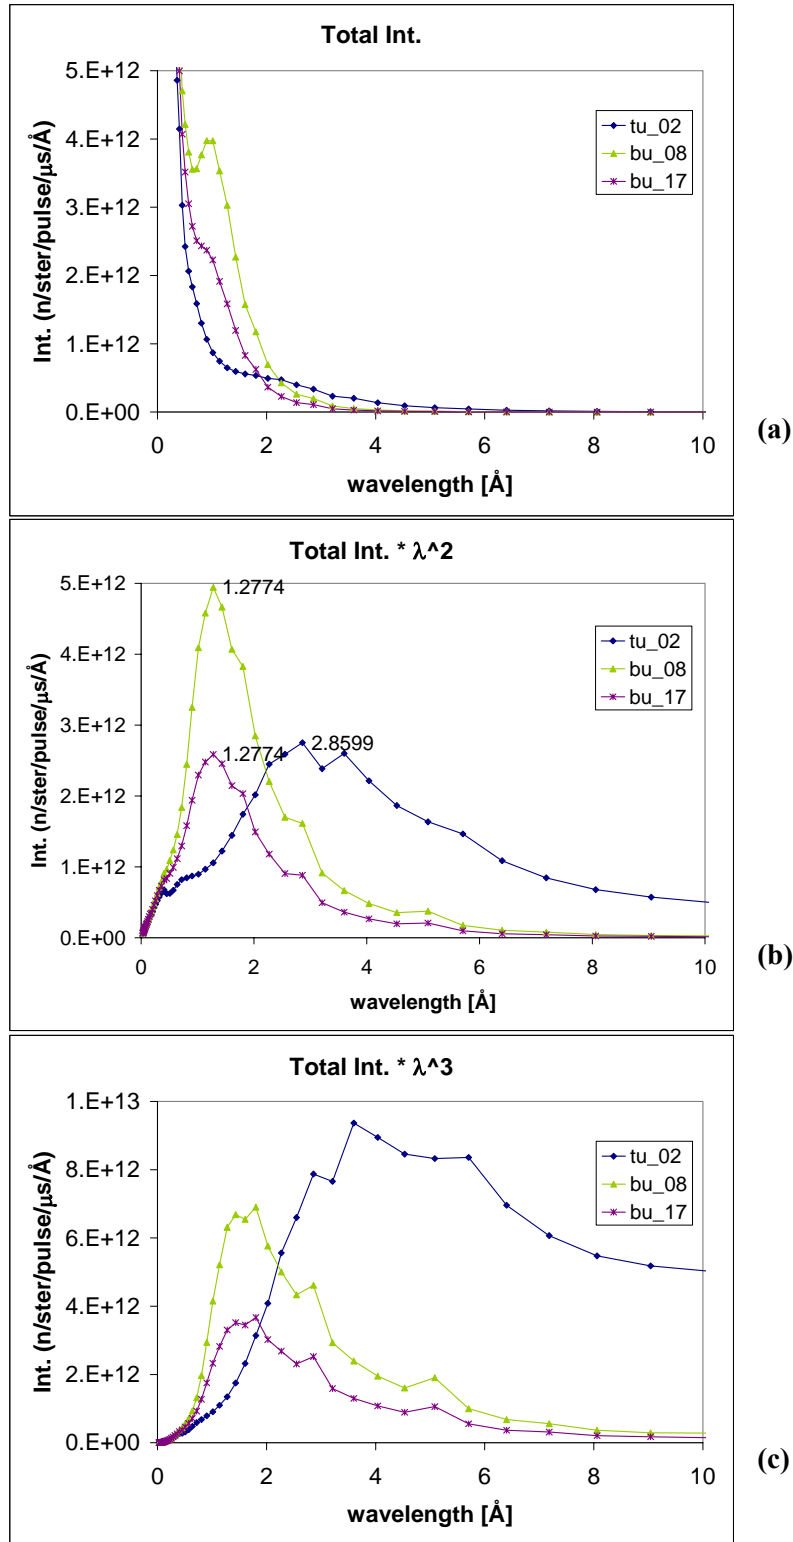 Total Int.
Int. (n/ster/pulse/μs/Å)
5.E+12
4.E+12
3.E+12
2.E+12
1.E+12
0.E+00
0 2 4 6 8 10
wavelength [Å]
tu_02
bu_08
bu_17
(a)
Total Int. * λ^2
Int. (n/ster/pulse/μs/Å)
5.E+12
4.E+12
3.E+12
2.E+12
1.E+12
0.E+00
0 2 4 6 8 10
wavelength [Å]
1.2774
1.2774
2.8599
tu_02
bu_08
bu_17
(b)
Total Int. * λ^3
Int. (n/ster/pulse/μs/Å)
1.E+13
8.E+12
6.E+12
4.E+12
2.E+12
0.E+00
0 2 4 6 8 10
wavelength [Å]
tu_02
bu_08
bu_17
(c)